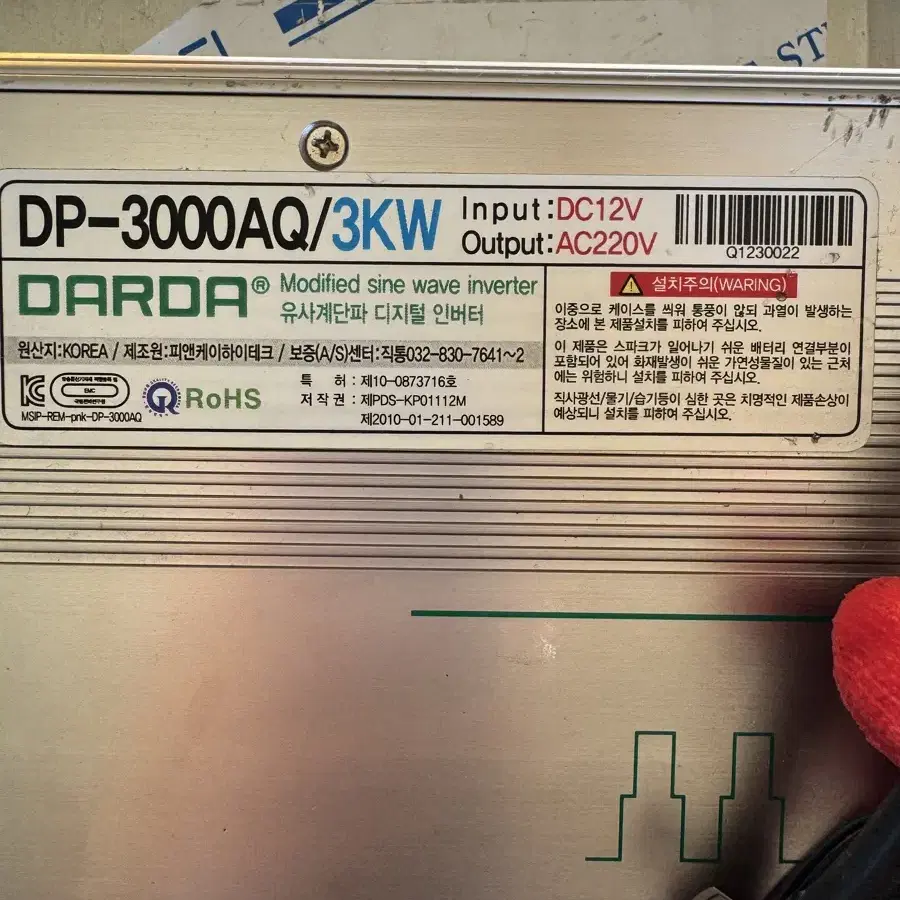 DP-3000AQ/3KW
Input:DC12V
Output:AC220V
Q1230022
DARDA® Modified sine wave inverter
유사계단파 디지털 인버터
원산지:KOREA / 제조원:피앤케이하이테크 / 보증(A/S)센터:직통032-830-7641~2
EMC
MSIP-REM-pnk-DP-3000AQ
RoHS
특 허 : 제10-0873716호
저작권 : 제PDS-KP01112M
제2010-01-211-001589
설치주의(WARING)
이중으로 케이스를 씌워 통풍이 않되 과열이 발생하는
장소에 본 제품설치를 피하여 주십시오.
이 제품은 스파크가 일어나기 쉬운 배터리 연결부분이
포함되어 있어 화재발생이 쉬운 가연성물질이 있는 근처
에는 위험하니 설치를 피하여 주십시오.
직사광선/물기/습기등이 심한 곳은 치명적인 제품손상이
예상되니 설치를 피하여 주십시오.